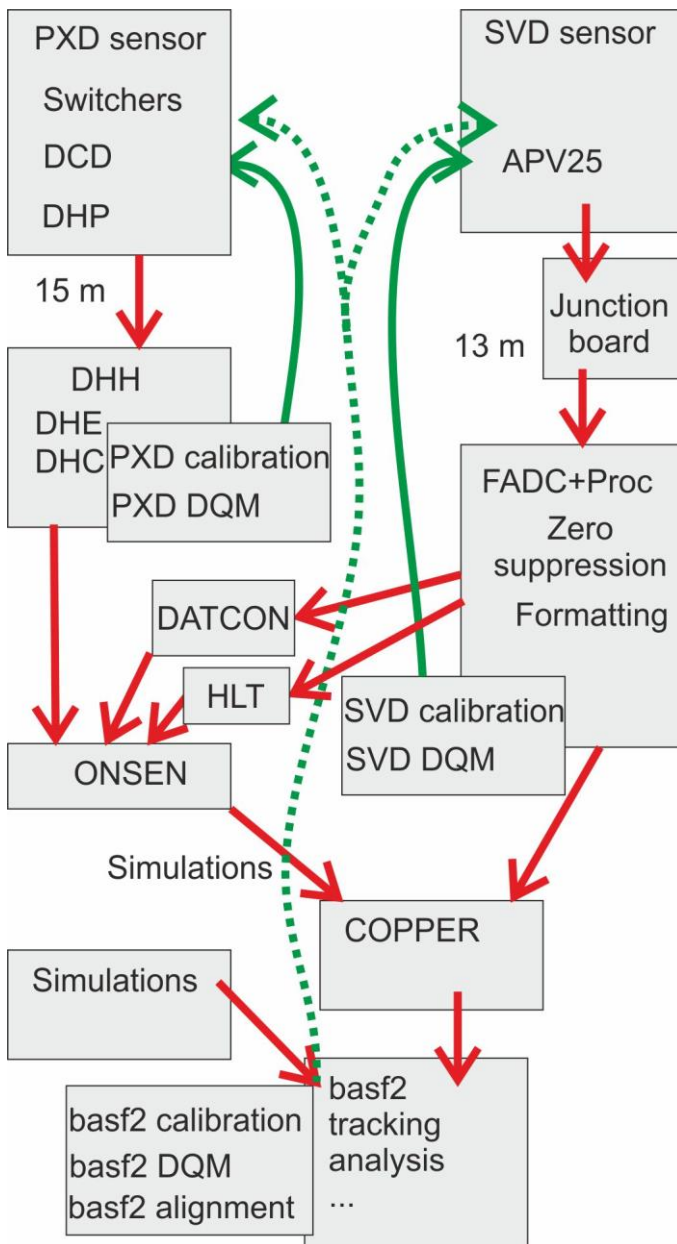 PXD sensor
Switchers
DCD
DHP
SVD sensor
APV25
15 m
Junction
board
13 m
DHH
DHE
DHC
PXD calibration
PXD DQM
FADC+Proc
Zero
suppression
Formatting
DATCON
HLT
SVD calibration
SVD DQM
ONSEN
Simulations
COPPER
Simulations
basf2
tracking
analysis
...
basf2 calibration
basf2 DQM
basf2 alignment